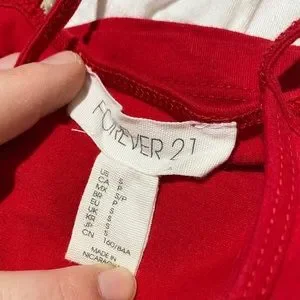 FOREVER 21
US S
CA P
MX S/P
BR P
EU S
UK S
KR S
JP S
CN 160/84A
MADE IN
NICARAGUA